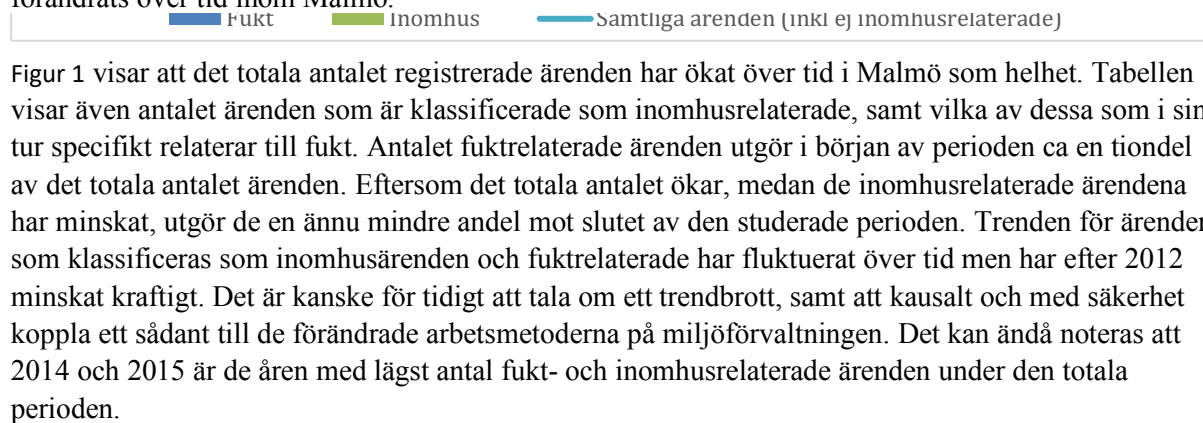 förändrats över tid inom Malmö.
Fukt Inomhus Samtliga ärenden (inkl ej inomhusrelaterade)
Figur 1 visar att det totala antalet registrerade ärenden har ökat över tid i Malmö som helhet. Tabellen
visar även antalet ärenden som är klassificerade som inomhusrelaterade, samt vilka av dessa som i sin
tur specifikt relaterar till fukt. Antalet fuktrelaterade ärenden utgör i början av perioden ca en tiondel
av det totala antalet ärenden. Eftersom det totala antalet ökar, medan de inomhusrelaterade ärendena
har minskat, utgör de en ännu mindre andel mot slutet av den studerade perioden. Trenden för ärenden
som klassificeras som inomhusärenden och fuktrelaterade har fluktuerat över tid men har efter 2012
minskat kraftigt. Det är kanske för tidigt att tala om ett trendbrott, samt att kausalt och med säkerhet
koppla ett sådant till de förändrade arbetsmetoderna på miljöförvaltningen. Det kan ändå noteras att
2014 och 2015 är de åren med lägst antal fukt- och inomhusrelaterade ärenden under den totala
perioden.